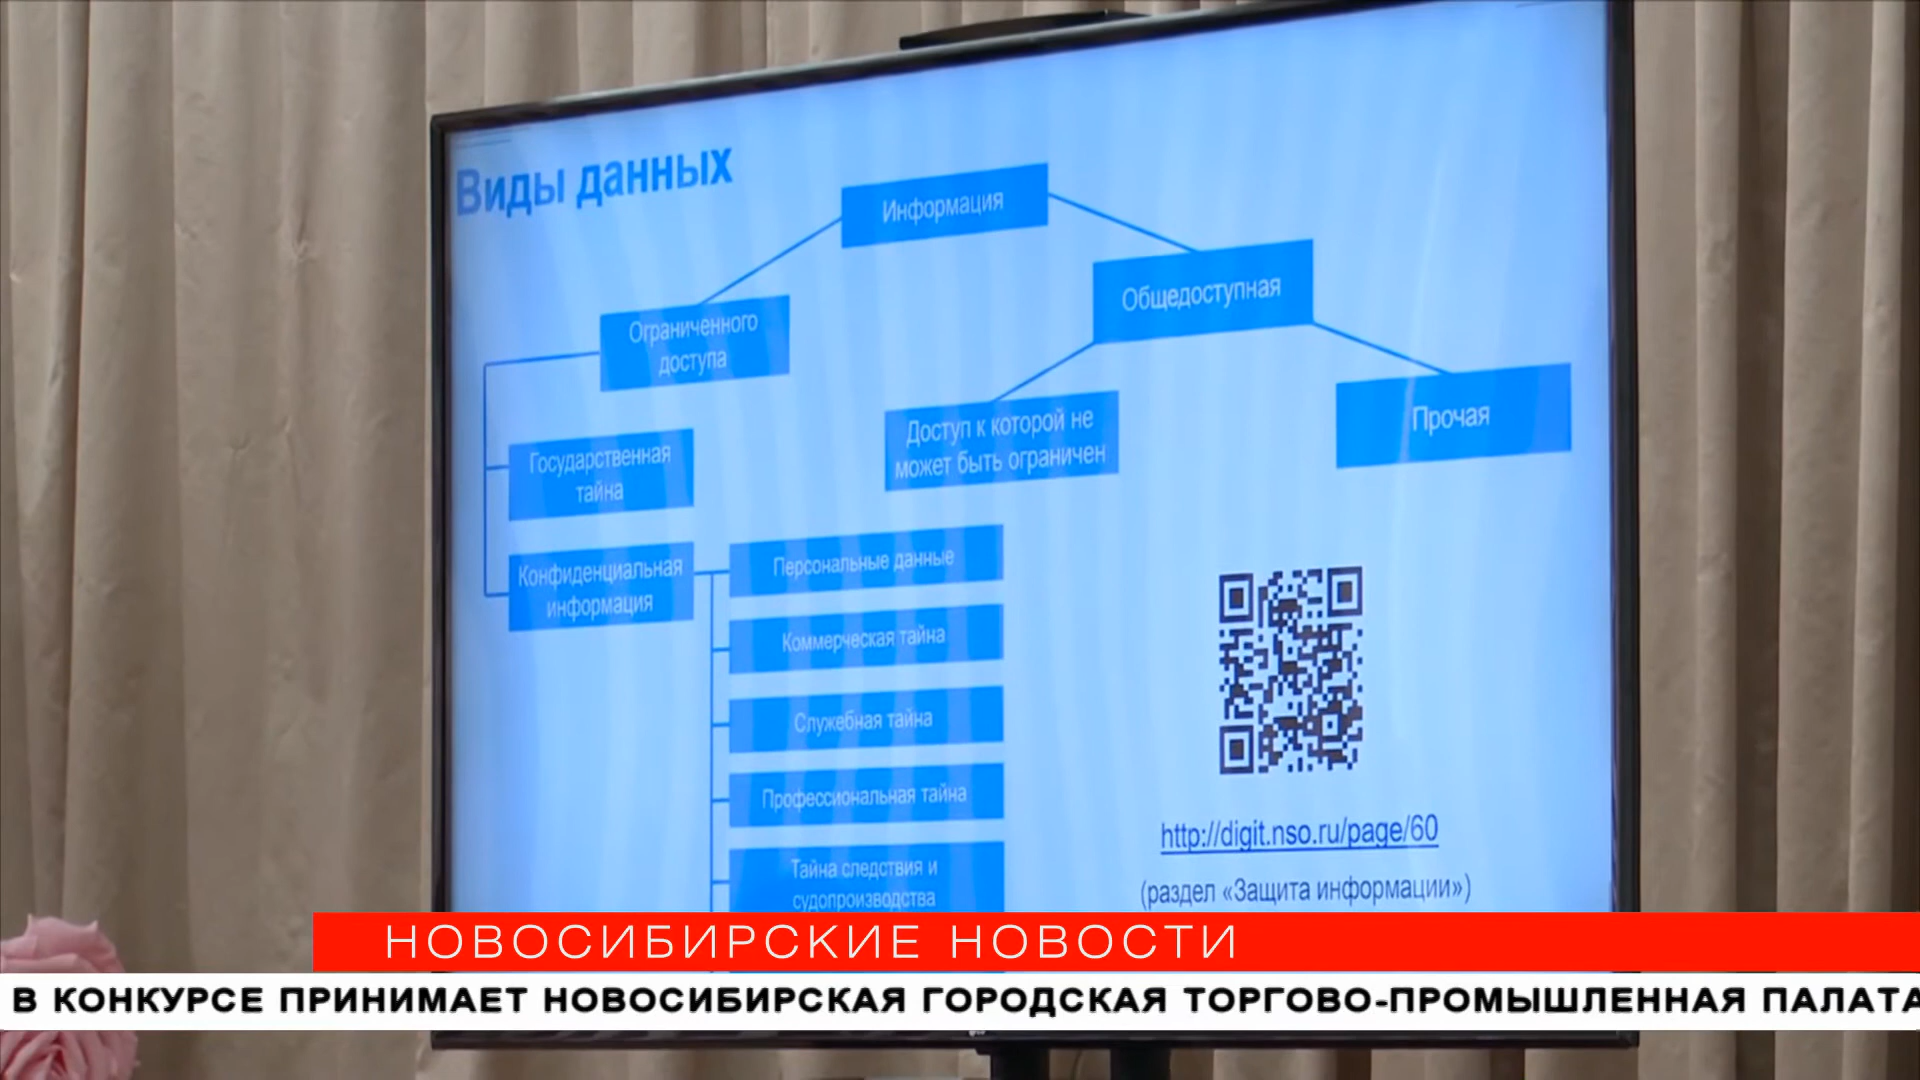 Виды данных
Информация
Общедоступная
Ограниченного
доступа
Прочая
Доступ к которой не
может быть ограничен
Государственная
тайна
Конфиденциальная
информация
Персональные данные
Коммерческая тайна
Служебная тайна
Профессиональная тайна
Тайна следствия и
судопроизводства
http://digit.nso.ru/page/60
(раздел «Защита информации»)
НОВОСИБИРСКИЕ НОВОСТИ
В КОНКУРСЕ ПРИНИМАЕТ НОВОСИБИРСКАЯ ГОРОДСКАЯ ТОРГОВО-ПРОМЫШЛЕННАЯ ПАЛАТА